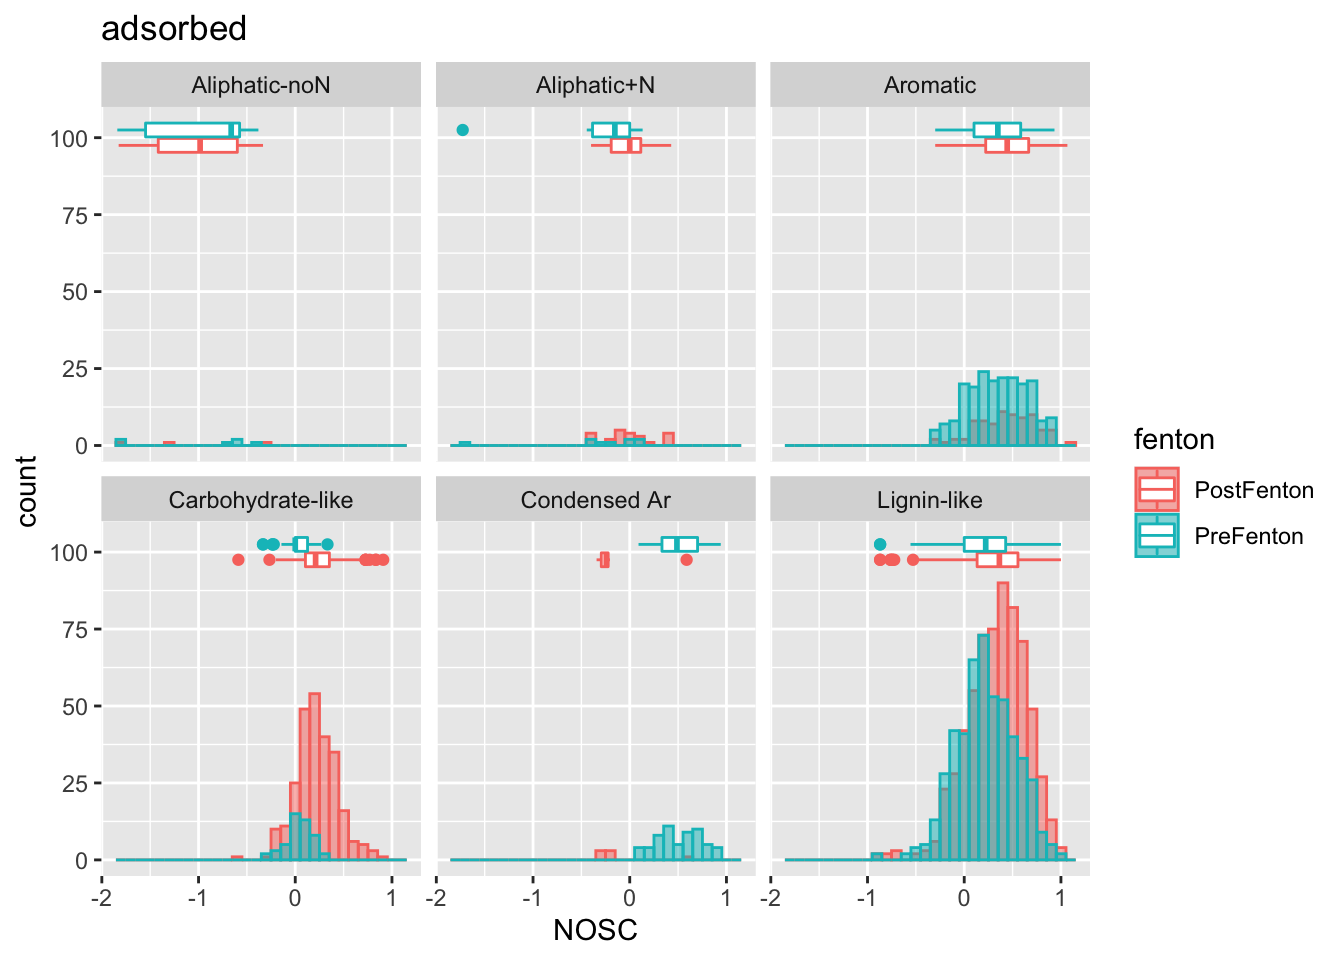 adsorbed
Aliphatic-noN
Aliphatic+N
Aromatic
100
75
50
25
0
Carbohydrate-like
Condensed Ar
Lignin-like
100
75
50
25
0
-2
-1
0
1
-2
-1
0
1
-2
-1
0
1
NOSC
count
fenton
PostFenton
PreFenton